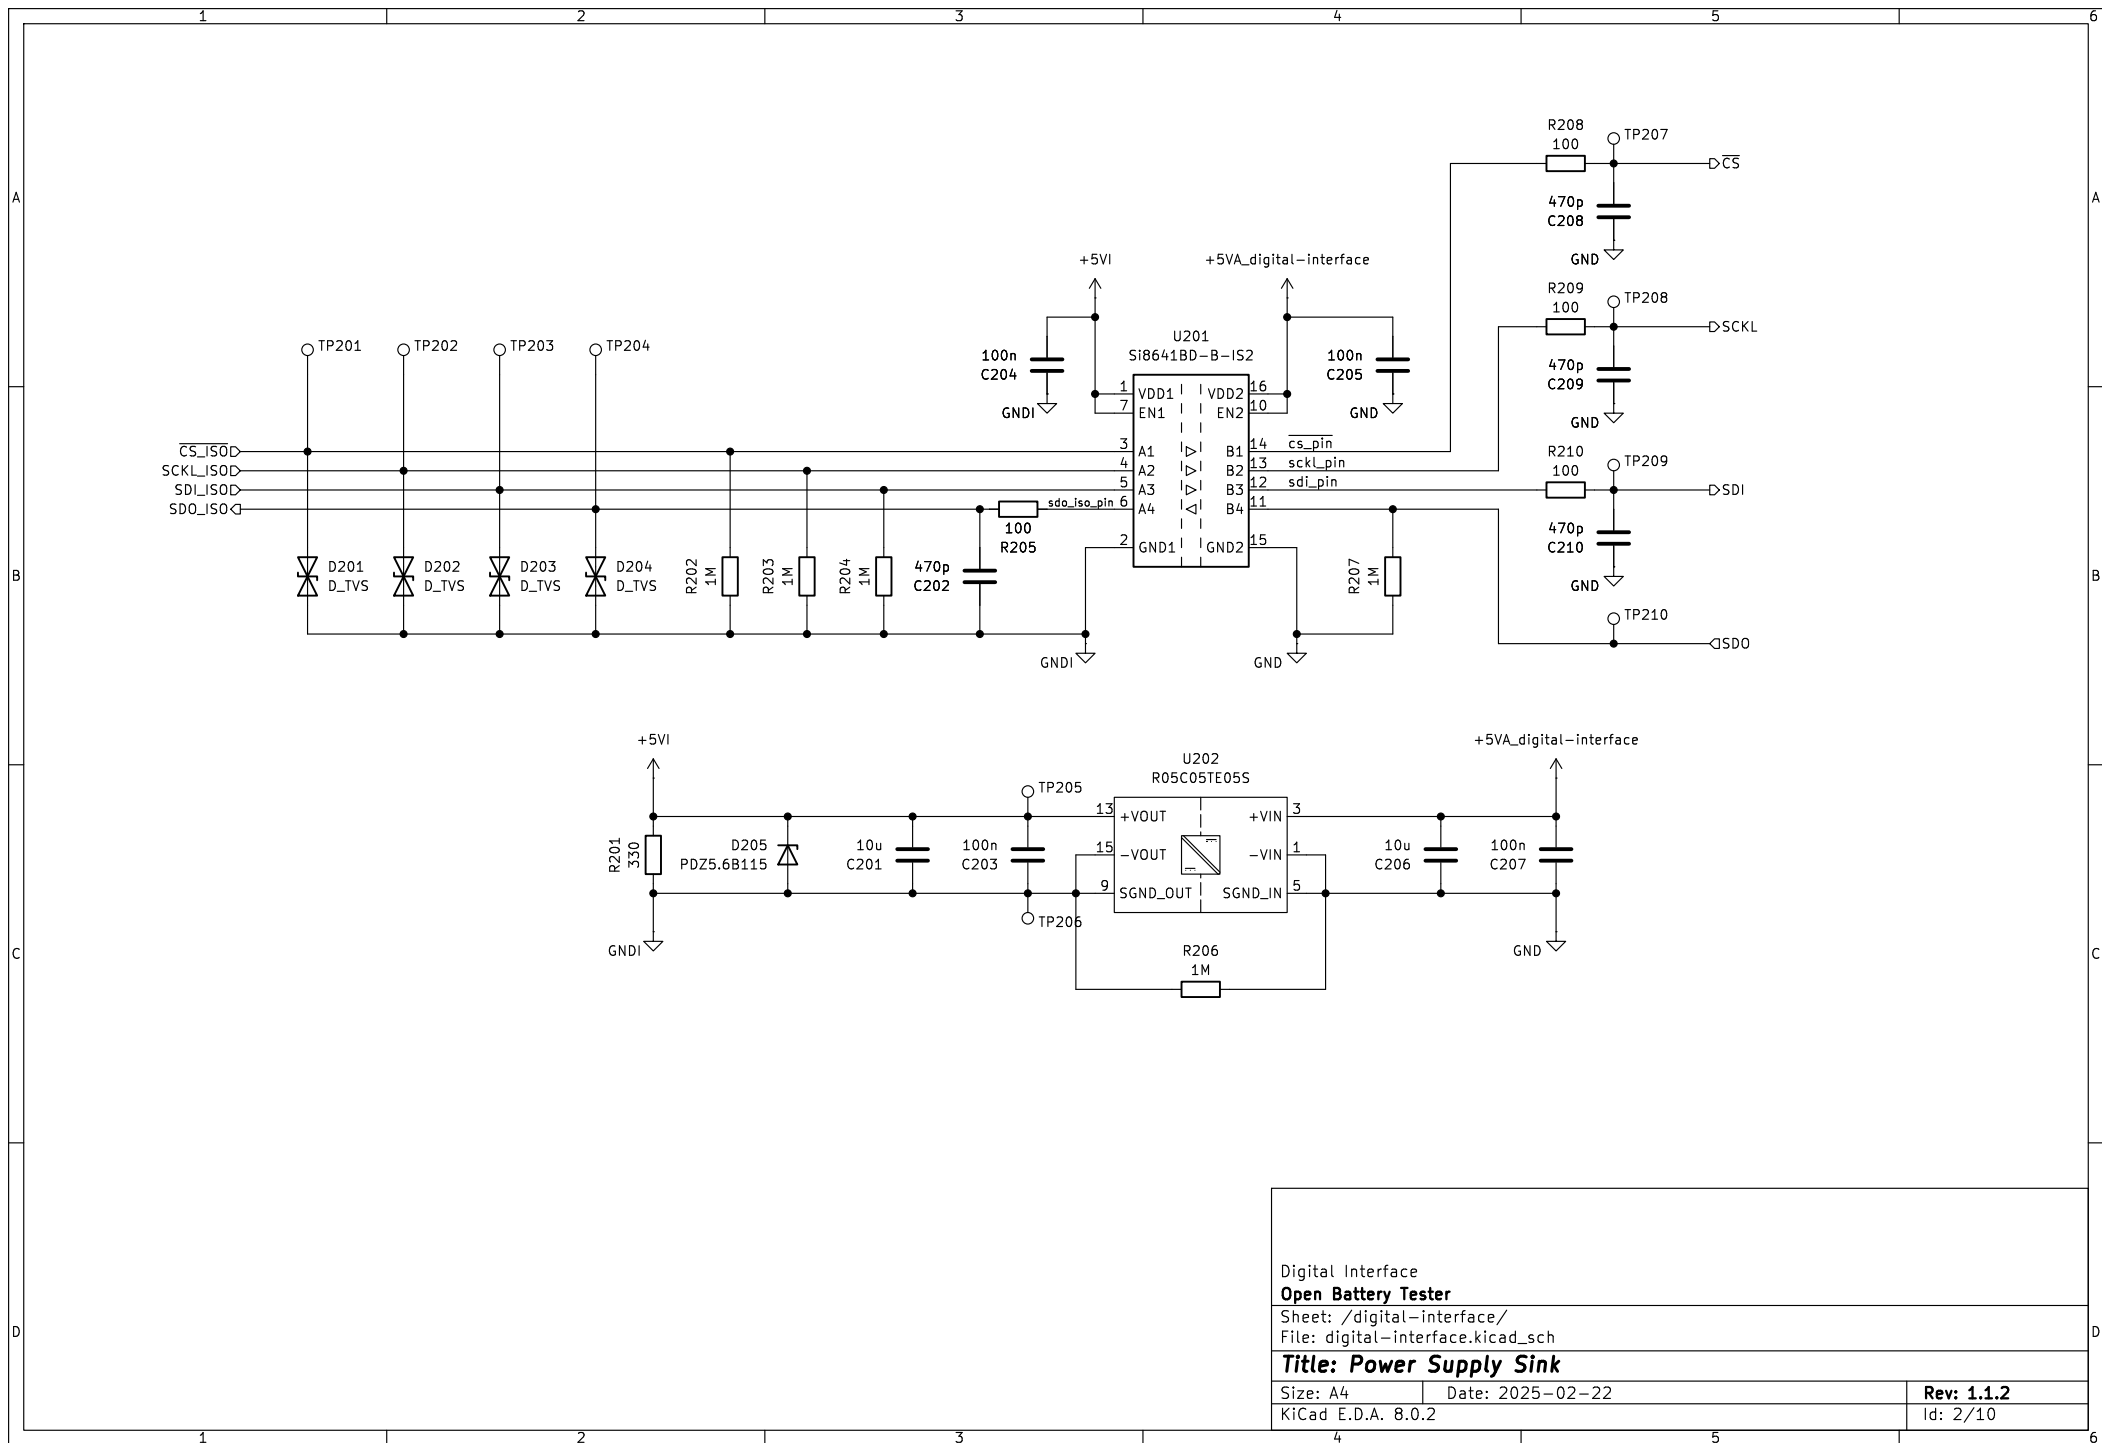 1 2 3 4 5 6
A A
B B
C C
D D
R208
100
TP207
CS
470p
C208
GND
+5VI
+5VA_digital-interface
R209
100
TP208
SCKL
470p
C209
GND
TP201
TP202
TP203
TP204
100n
C204
GNDI
U201
Si8641BD-B-IS2
100n
C205
GND
1 VDD1 VDD2 16
7 EN1 EN2 10
3 A1 B1 14 cs_pin
4 A2 B2 13 sckl_pin
5 A3 B3 12 sdi_pin
sdo_iso_pin 6 A4 B4 11
2 GND1 GND2 15
CS_ISO
SCKL_ISO
SDI_ISO
SDO_ISO
R210
100
TP209
SDI
470p
C210
GND
100
R205
D201
D_TVS
D202
D_TVS
D203
D_TVS
D204
D_TVS
R202
1M
R203
1M
R204
1M
470p
C202
R207
1M
TP210
SDO
GNDI
GND
+5VI
+5VA_digital-interface
U202
R05C05TE05S
TP205
13 +VOUT +VIN 3
15 -VOUT -VIN 1
9 SGND_OUT SGND_IN 5
R201
330
D205
PDZ5.6B115
10u
C201
100n
C203
10u
C206
100n
C207
TP206
GNDI
GND
R206
1M
Digital Interface
Open Battery Tester
Sheet: /digital-interface/
File: digital-interface.kicad_sch
Title: Power Supply Sink
Size: A4 Date: 2025-02-22 Rev: 1.1.2
KiCad E.D.A. 8.0.2 Id: 2/10
1 2 3 4 5 6